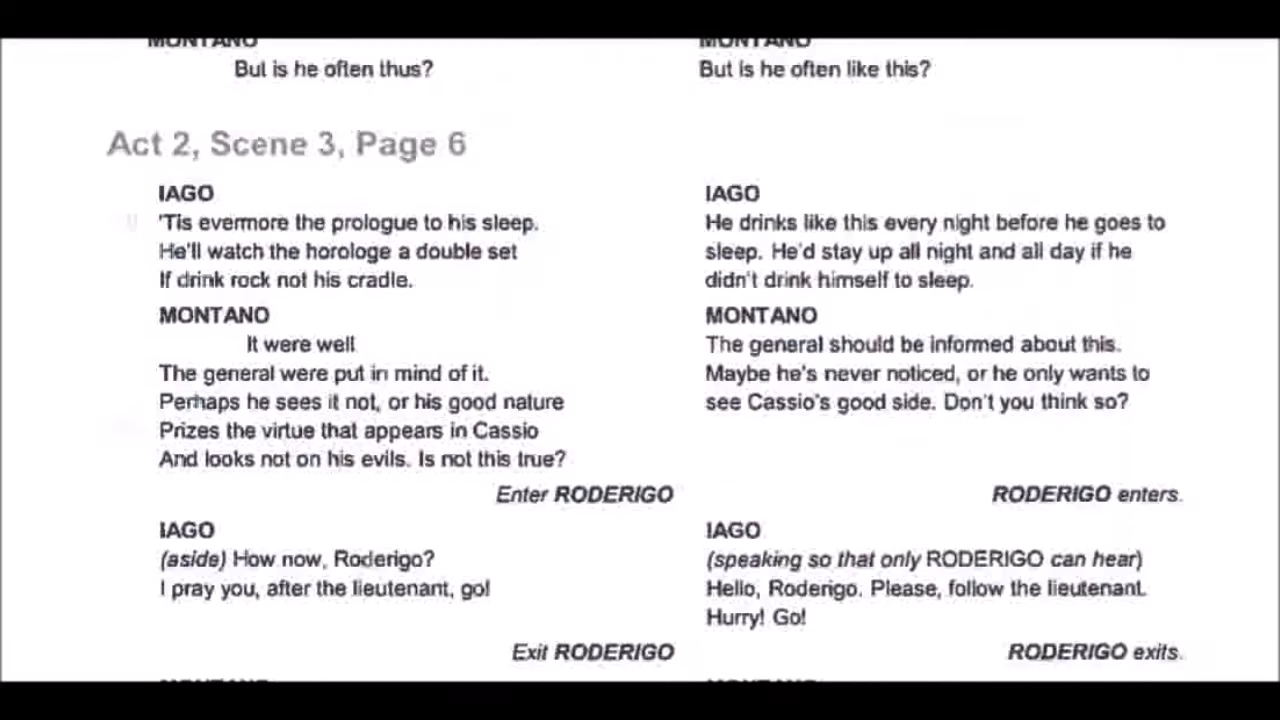 MONTANO
But is he often thus?
MONTANO
But is he often like this?
Act 2, Scene 3, Page 6
IAGO
'Tis evermore the prologue to his sleep.
He'll watch the horologe a double set
If drink rock not his cradle.
MONTANO
It were well
The general were put in mind of it.
Perhaps he sees it not, or his good nature
Prizes the virtue that appears in Cassio
And looks not on his evils. Is not this true?
Enter RODERIGO
IAGO
(aside) How now, Roderigo?
I pray you, after the lieutenant, go!
Exit RODERIGO
MONTANO
IAGO
He drinks like this every night before he goes to
sleep. He'd stay up all night and all day if he
didn't drink himself to sleep.
MONTANO
The general should be informed about this.
Maybe he's never noticed, or he only wants to
see Cassio's good side. Don't you think so?
RODERIGO enters.
IAGO
(speaking so that only RODERIGO can hear)
Hello, Roderigo. Please, follow the lieutenant.
Hurry! Go!
RODERIGO exits.
MONTANO